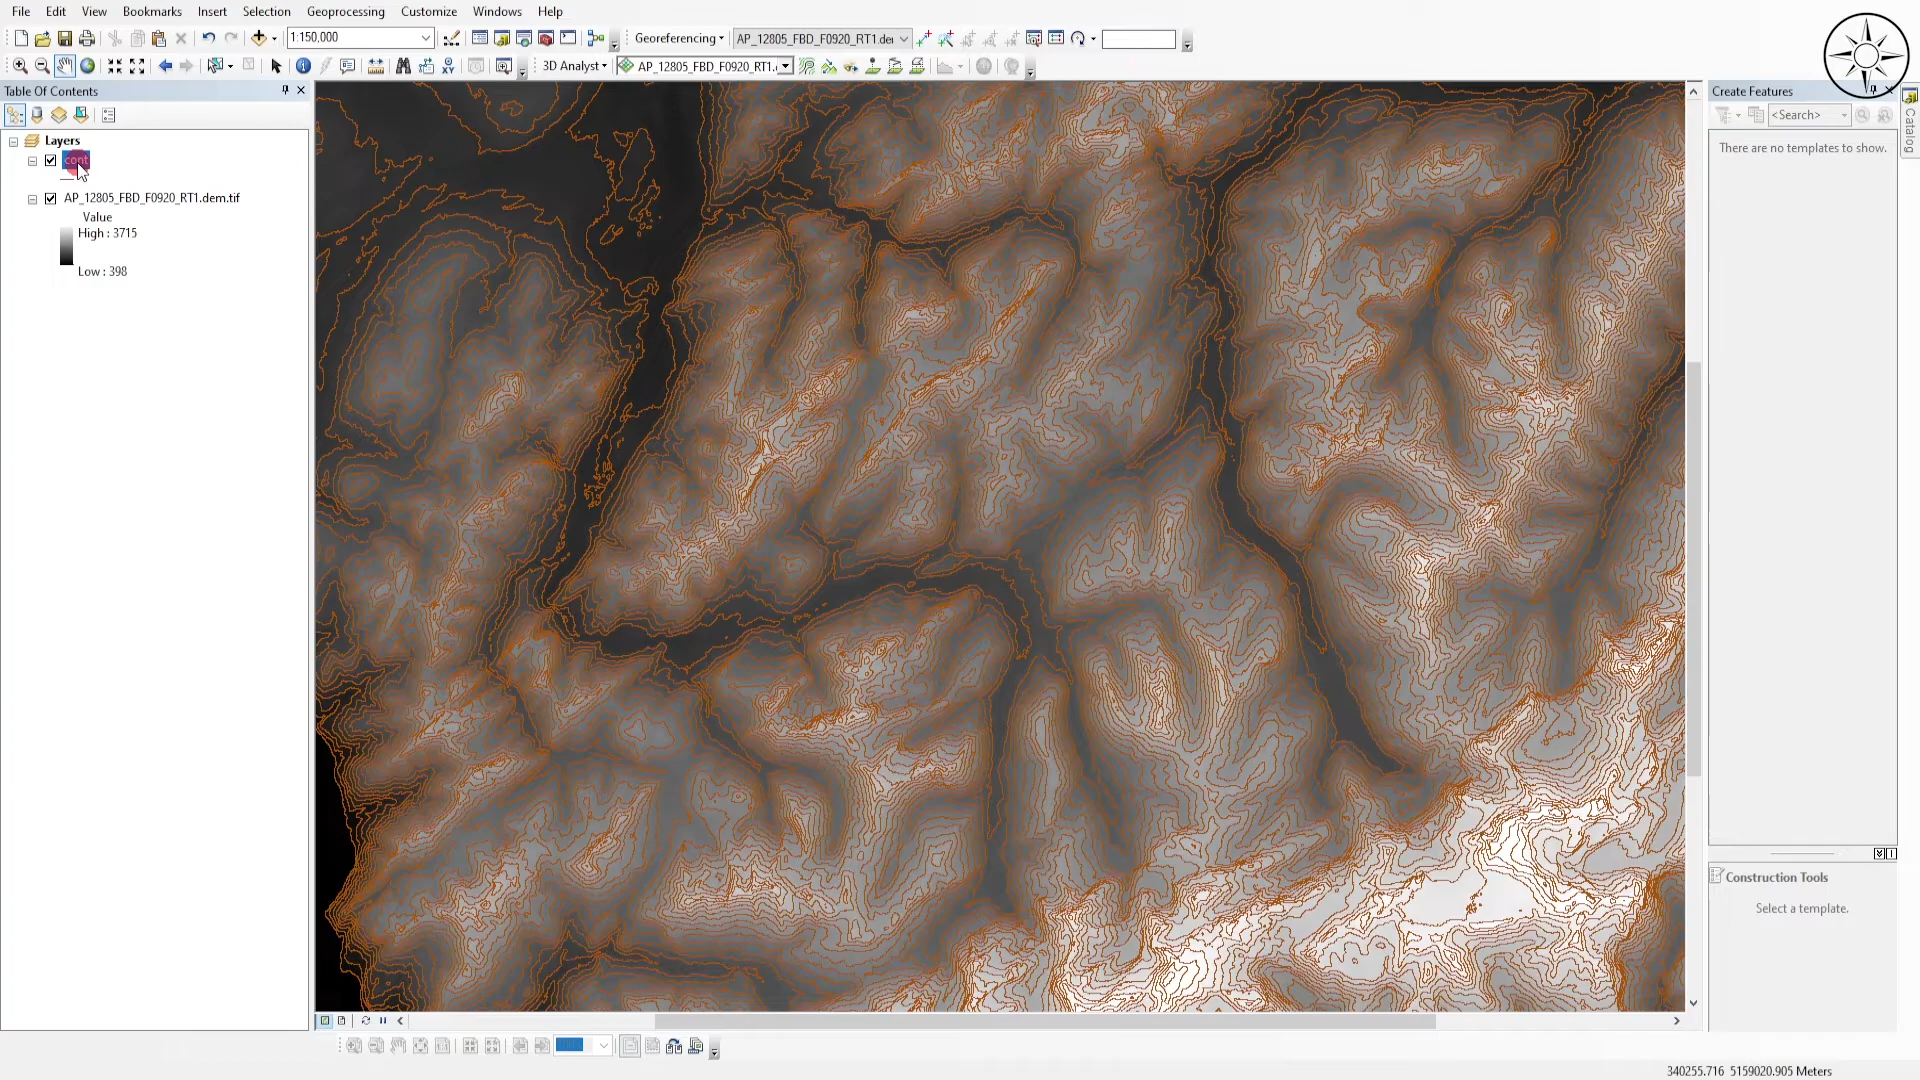 File Edit View Bookmarks Insert Selection Geoprocessing Customize Windows Help
1:150,000 Georeferencing AP_12805_FBD_F0920_RT1.de
3D Analyst AP_12805_FBD_F0920_RT1.
Table Of Contents
Create Features
<Search>
Catalog
Layers
There are no templates to show.
cont
AP_12805_FBD_F0920_RT1.dem.tif
Value
High : 3715
Low : 398
Construction Tools
Select a template.
340255.716 5159020.905 Meters